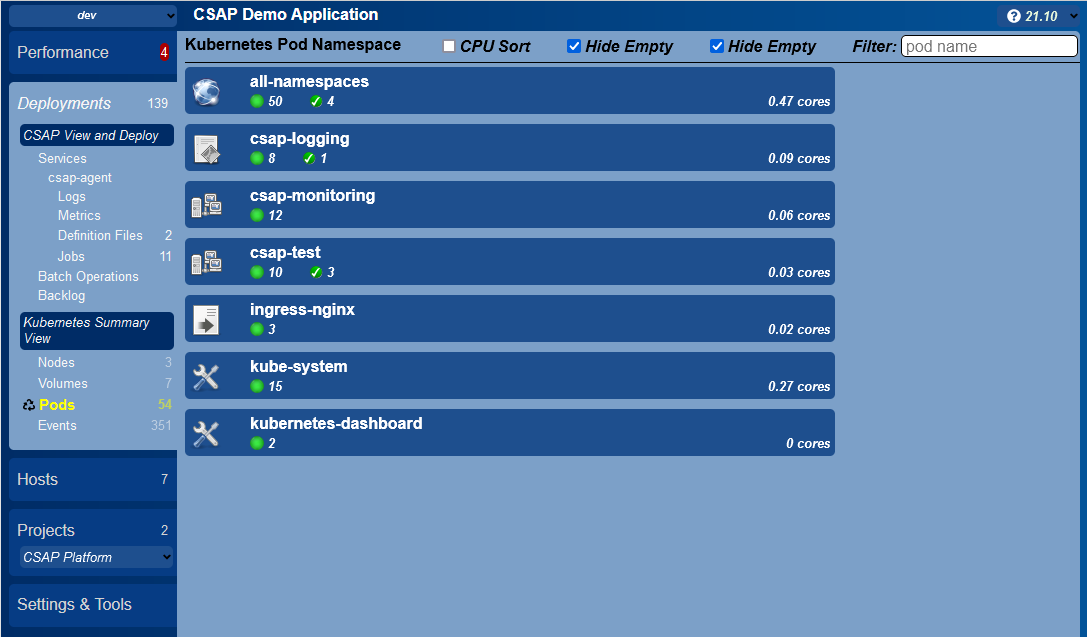 dev
CSAP Demo Application
21.10
Performance 4
Kubernetes Pod Namespace
CPU Sort
Hide Empty
Hide Empty
Filter: pod name
Deployments 139
CSAP View and Deploy
Services
csap-agent
Logs
Metrics
Definition Files 2
Jobs 11
Batch Operations
Backlog
Kubernetes Summary
View
Nodes 3
Volumes 7
Pods 54
Events 351
Hosts 7
Projects 2
CSAP Platform
Settings & Tools
all-namespaces
50 4 0.47 cores
csap-logging
8 1 0.09 cores
csap-monitoring
12 0.06 cores
csap-test
10 3 0.03 cores
ingress-nginx
3 0.02 cores
kube-system
15 0.27 cores
kubernetes-dashboard
2 0 cores